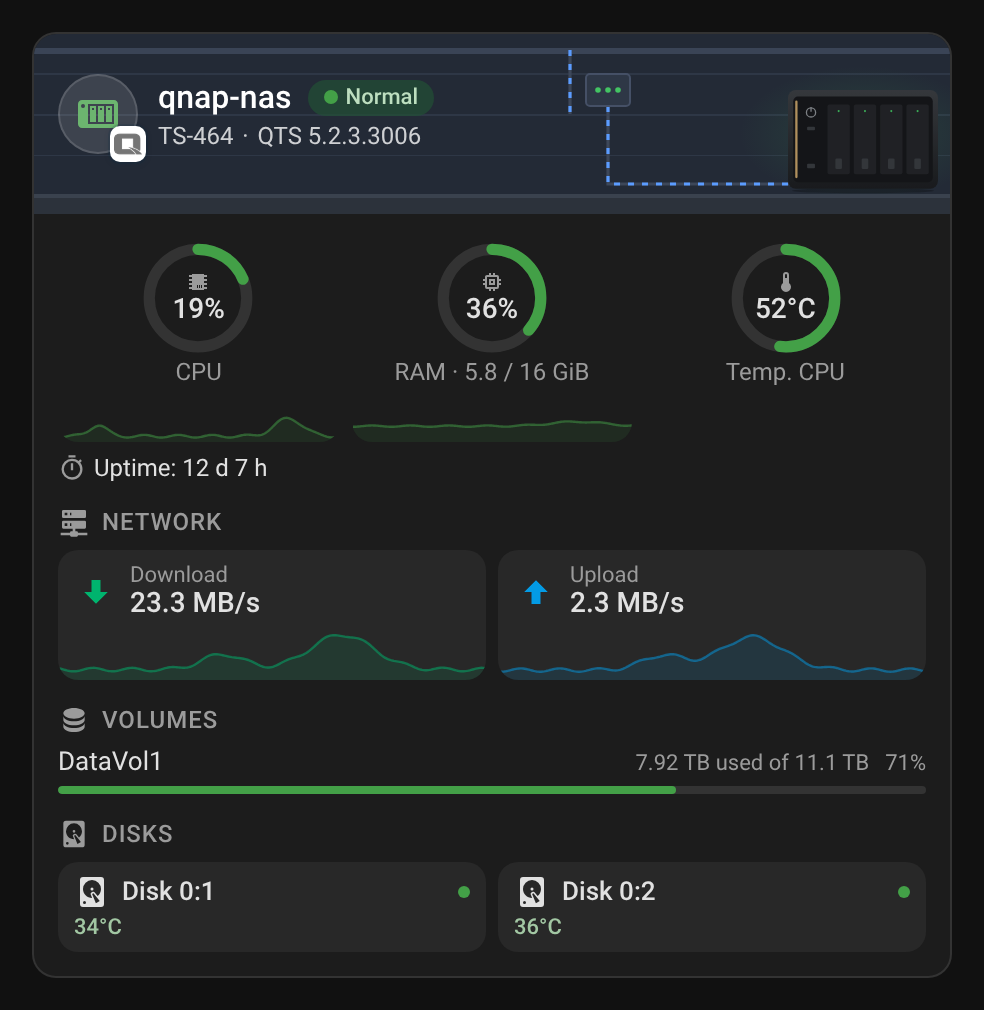 qnap-nas
Normal
TS-464 · QTS 5.2.3.3006
19%
36%
52°C
CPU
RAM · 5.8 / 16 GiB
Temp. CPU
Uptime: 12 d 7 h
NETWORK
Download
23.3 MB/s
Upload
2.3 MB/s
VOLUMES
DataVol1
7.92 TB used of 11.1 TB 71%
DISKS
Disk 0:1
34°C
Disk 0:2
36°C